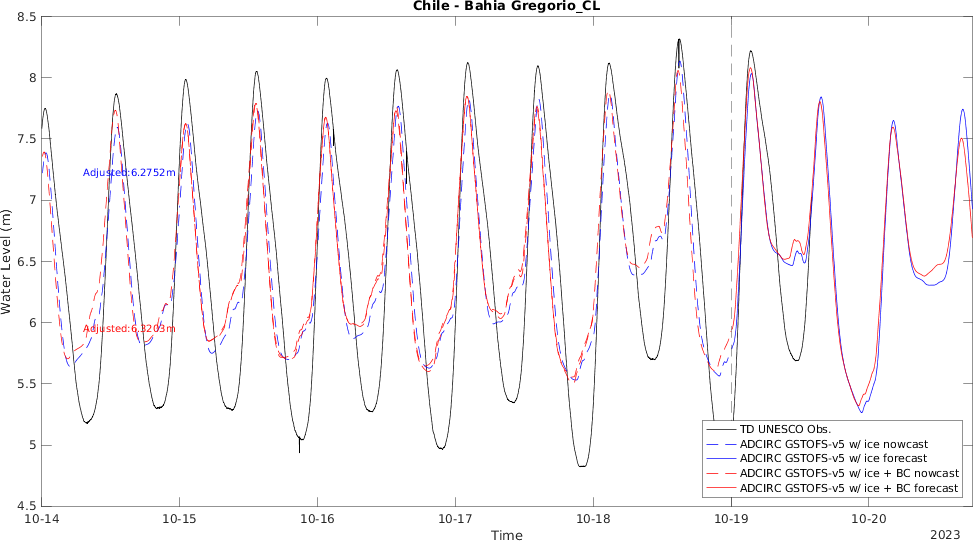 Chile - Bahia Gregorio_CL
8.5
8
7.5
7
6.5
6
5.5
5
4.5
Water Level (m)
Adjusted:6.2752m
Adjusted:6.3203m
TD UNESCO Obs.
ADCIRC GSTOFS-v5 w/ ice nowcast
ADCIRC GSTOFS-v5 w/ ice forecast
ADCIRC GSTOFS-v5 w/ ice + BC nowcast
ADCIRC GSTOFS-v5 w/ ice + BC forecast
10-14 10-15 10-16 10-17 10-18 10-19 10-20
2023
Time